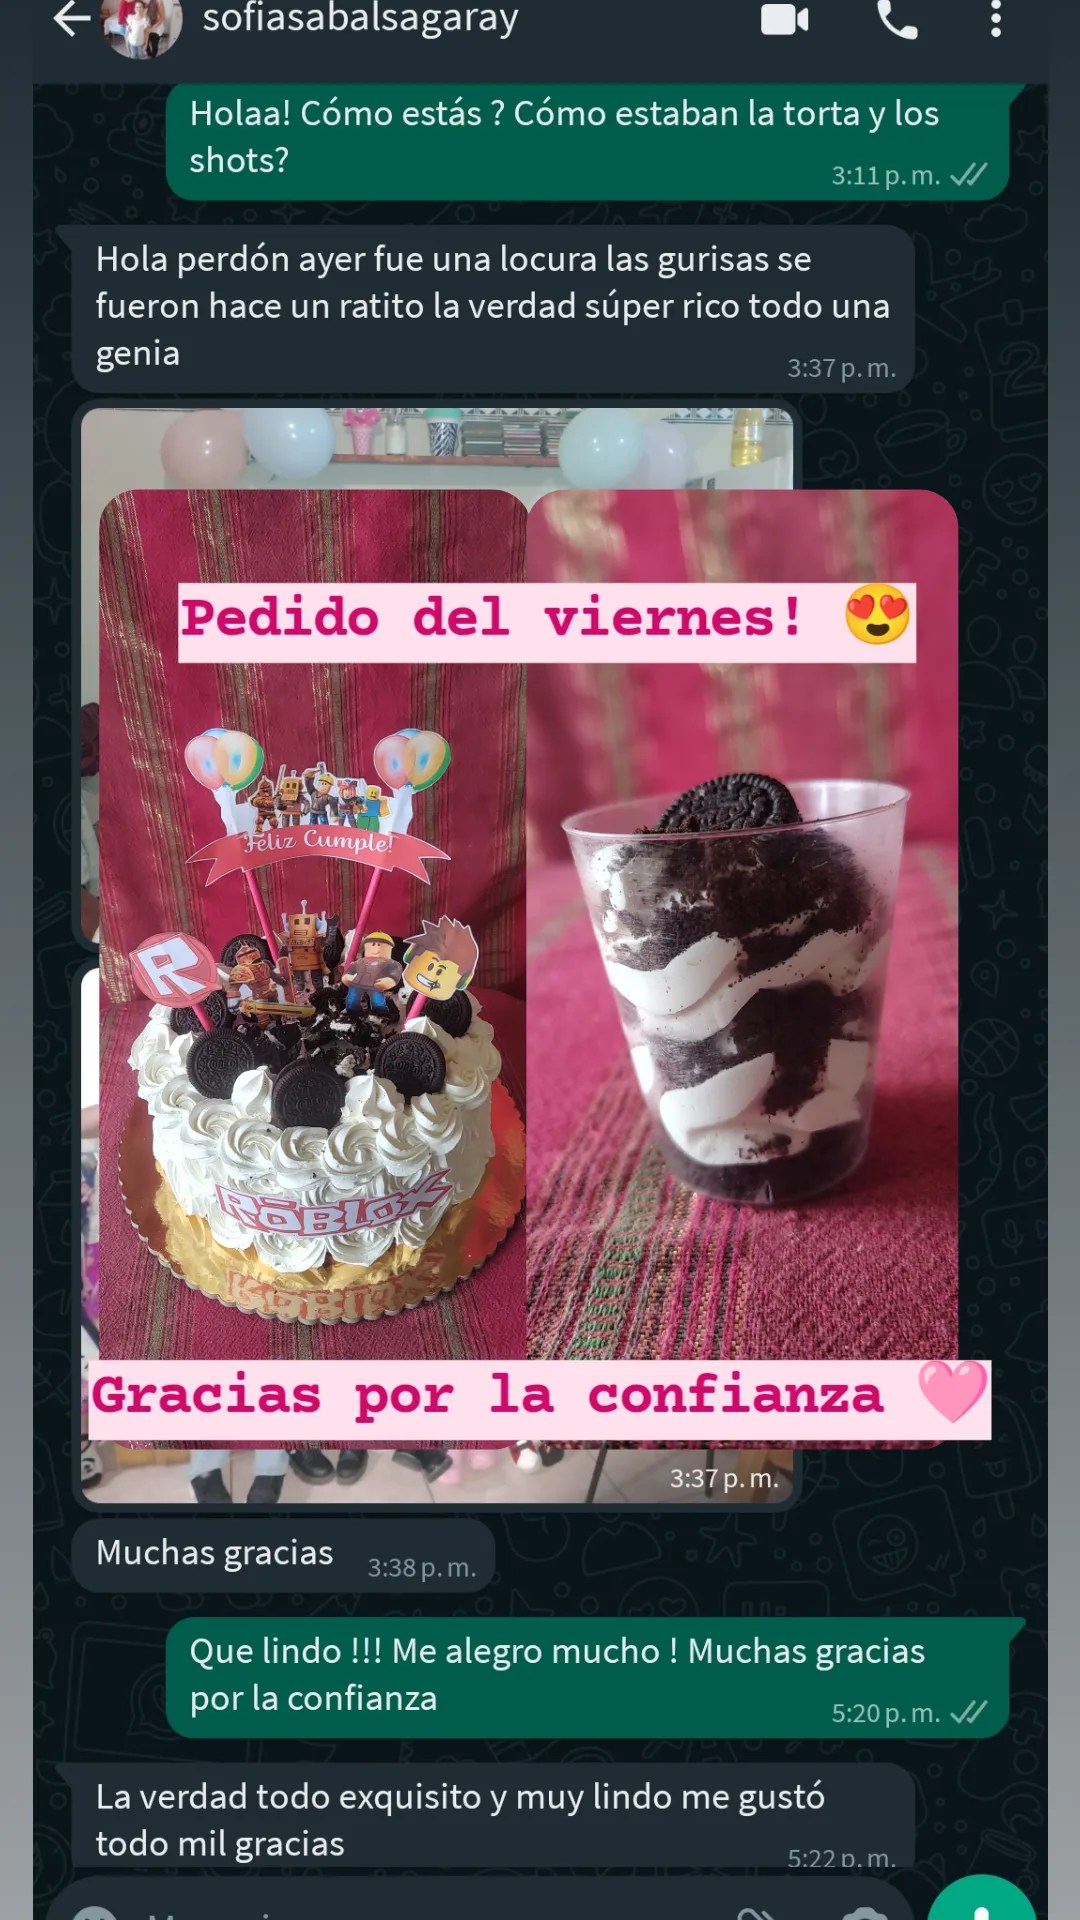 sofiasabalsagaray
Holaa! Cómo estás ? Cómo estaban la torta y los
shots?
3:11 p. m.
Hola perdón ayer fue una locura las gurisas se
fueron hace un ratito la verdad súper rico todo una
genia
3:37 p. m.
Pedido del viernes! 😍
Feliz Cumple!
R
ROBLOX
Gracias por la confianza 🩷
3:37 p. m.
Muchas gracias
3:38 p. m.
Que lindo !!! Me alegro mucho ! Muchas gracias
por la confianza
5:20 p. m.
La verdad todo exquisito y muy lindo me gustó
todo mil gracias
5:22 p. m.